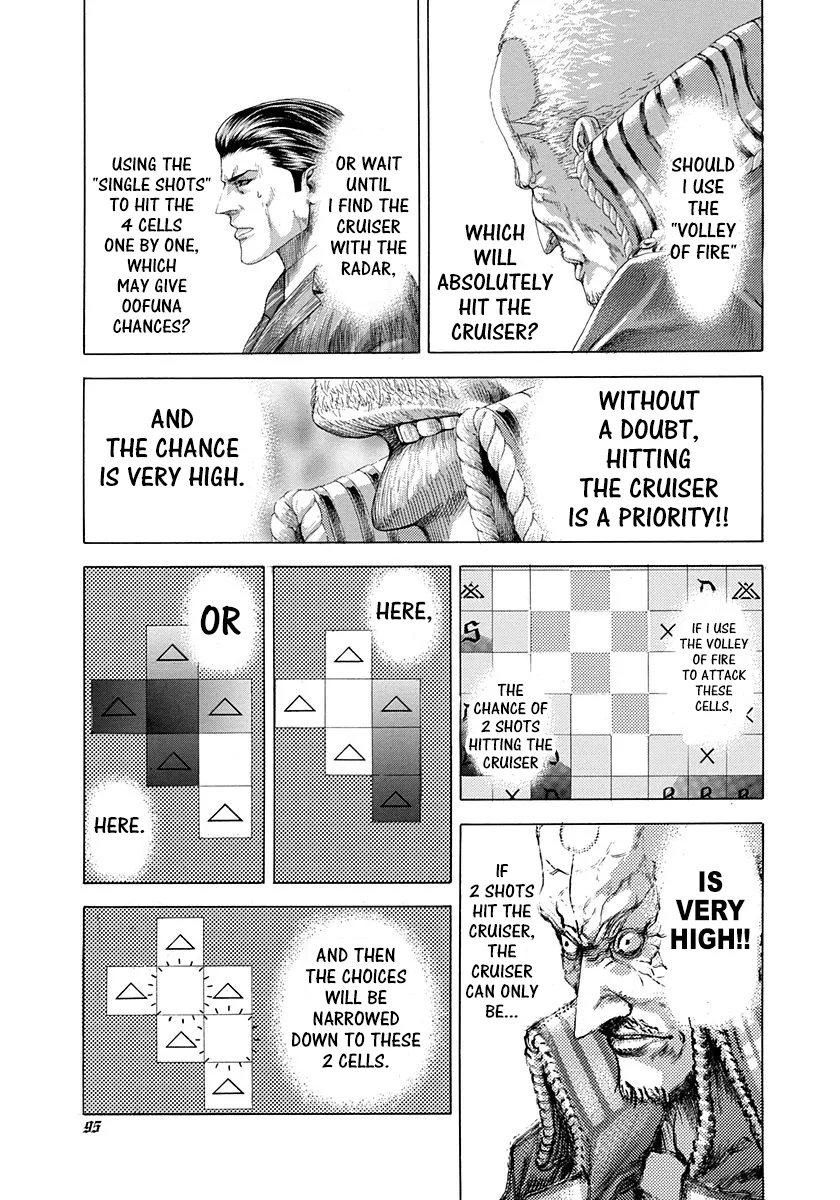 SHOULD
I USE
THE
"VOLLEY
OF FIRE"
WHICH
WILL
ABSOLUTELY
HIT THE
CRUISER?
OR WAIT
UNTIL
I FIND THE
CRUISER
WITH THE
RADAR,
USING THE
"SINGLE SHOTS"
TO HIT THE
4 CELLS
ONE BY ONE,
WHICH
MAY GIVE
OOFUNA
CHANCES?
WITHOUT
A DOUBT,
HITTING
THE CRUISER
IS A PRIORITY!!
AND
THE CHANCE
IS VERY HIGH.
IF I USE
THE VOLLEY
OF FIRE
TO ATTACK
THESE
CELLS,
THE
CHANCE OF
2 SHOTS
HITTING THE
CRUISER
IS
VERY
HIGH!!
IF
2 SHOTS
HIT THE
CRUISER,
THE
CRUISER
CAN ONLY
BE...
HERE,
OR
HERE.
AND THEN
THE CHOICES
WILL BE
NARROWED
DOWN TO THESE
2 CELLS.
95